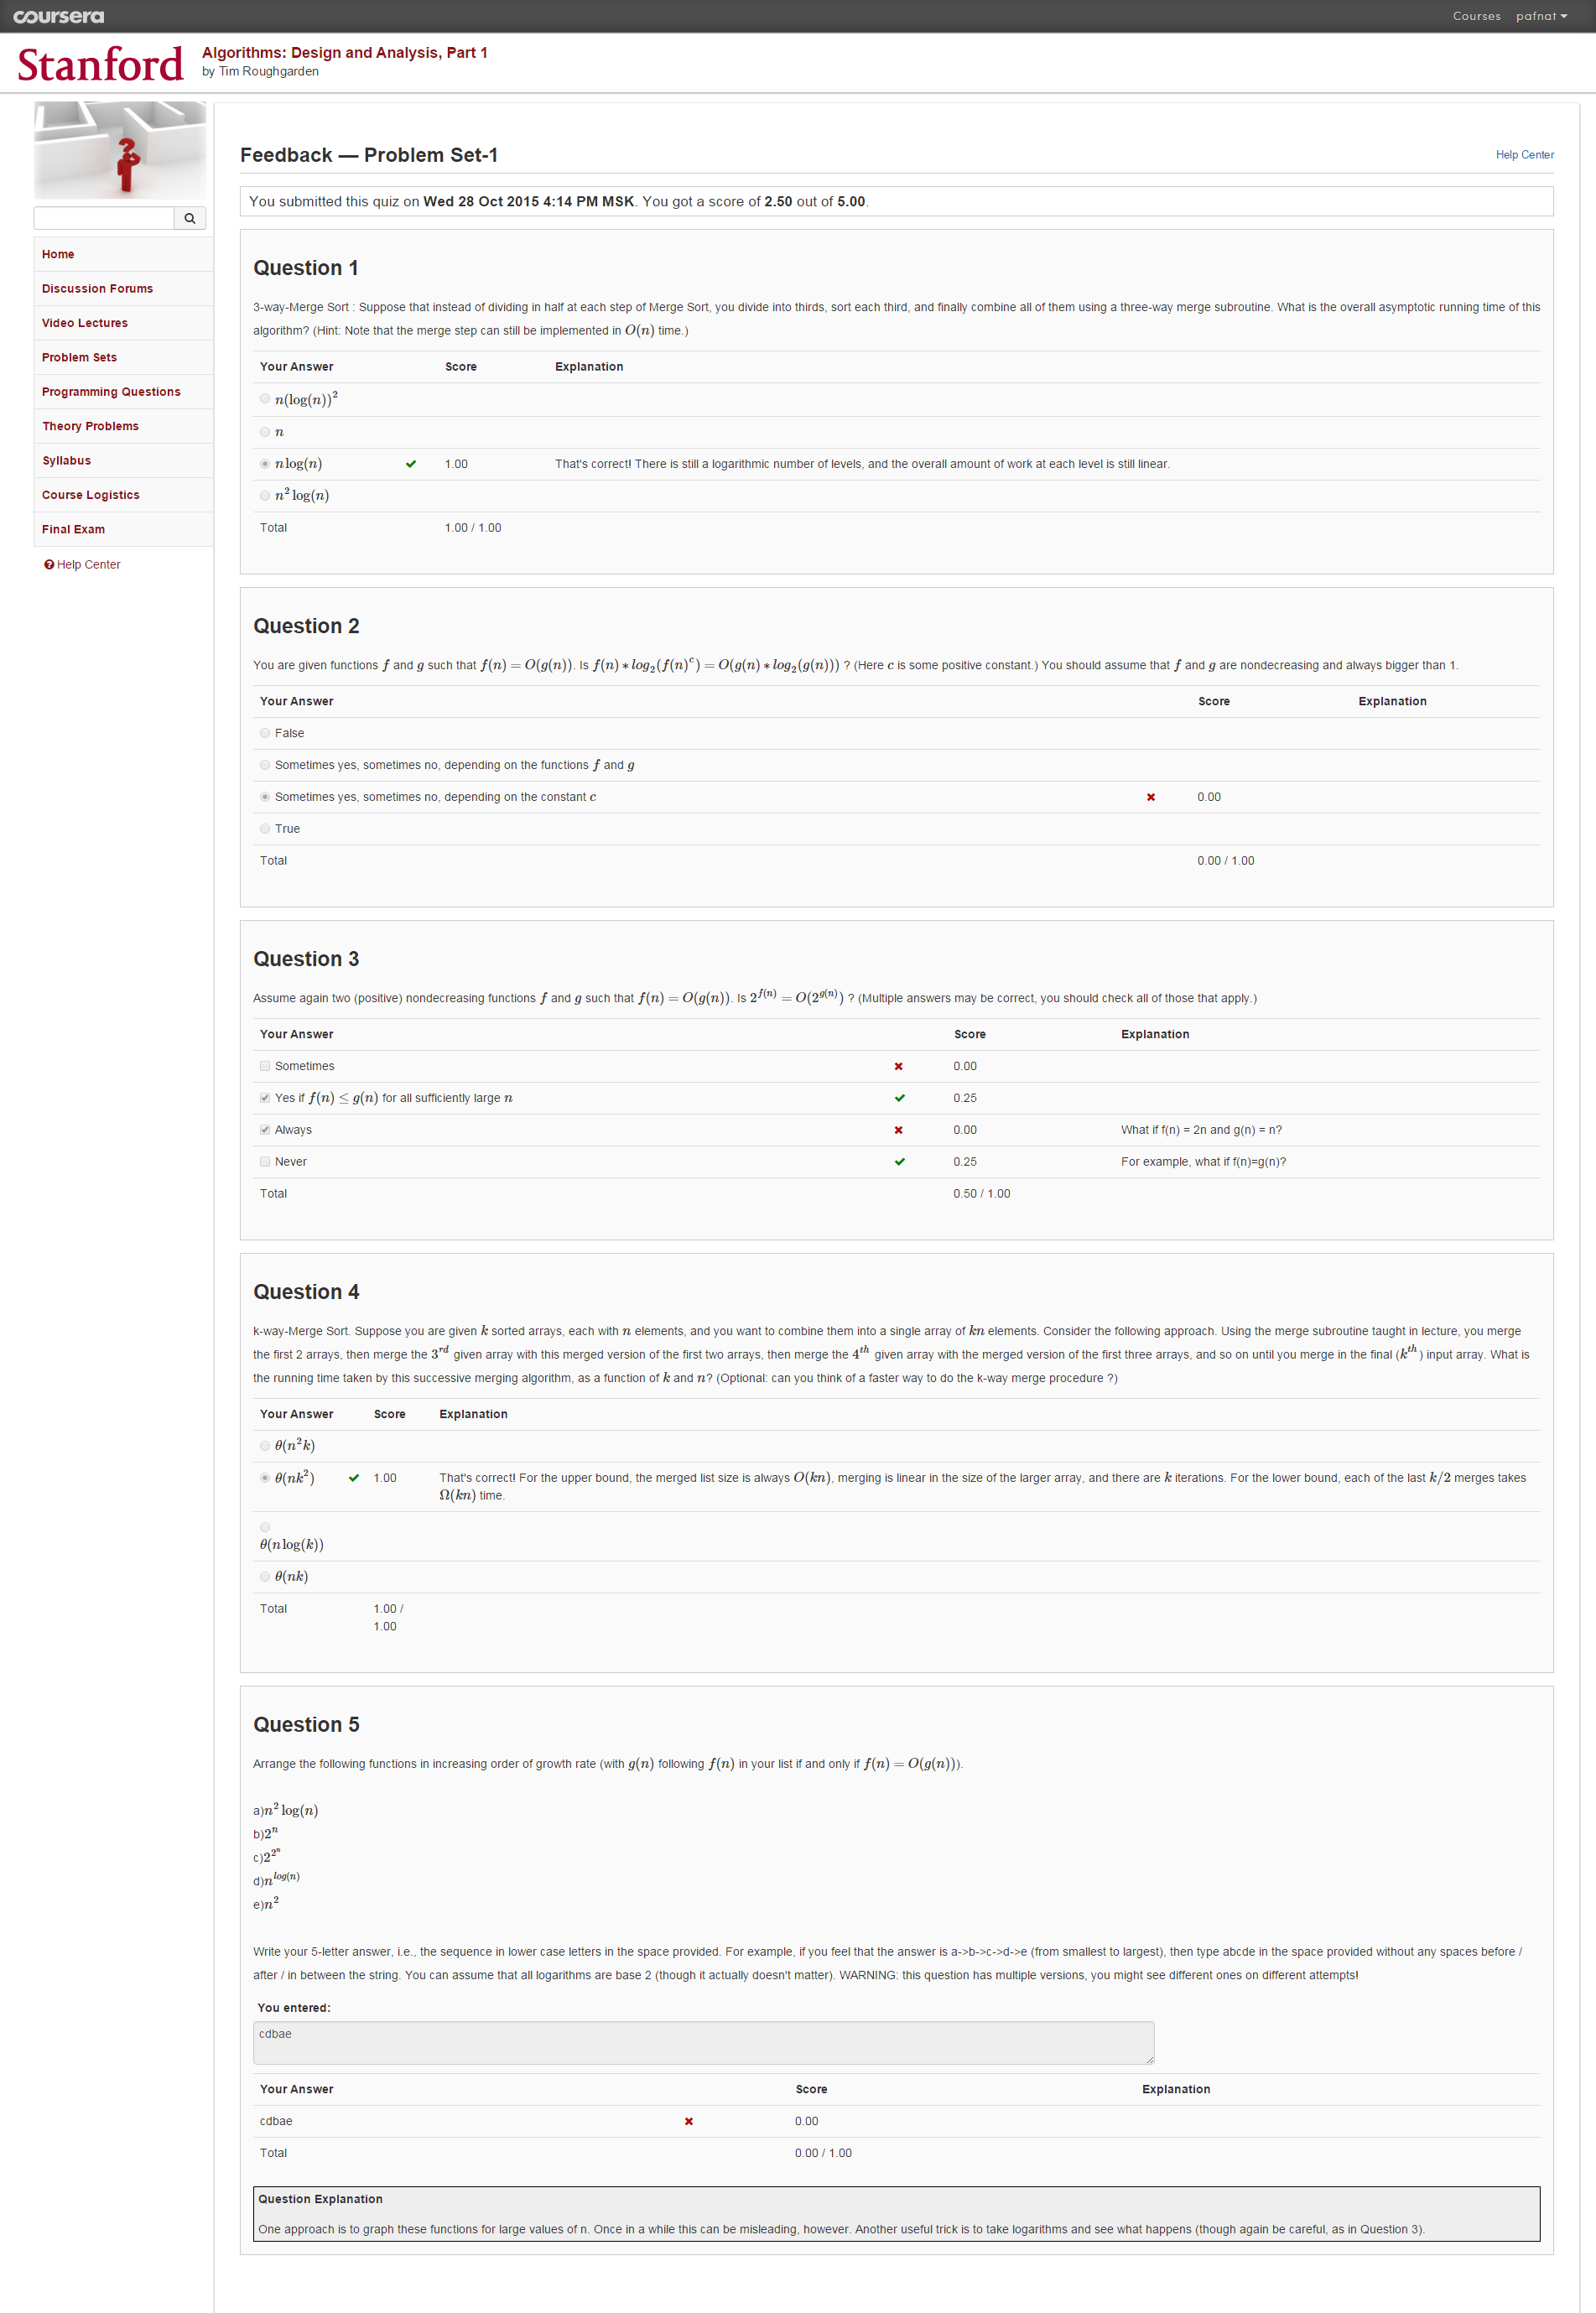 coursera
Courses pafnat
Stanford
Algorithms: Design and Analysis, Part 1
by Tim Roughgarden
Home
Discussion Forums
Video Lectures
Problem Sets
Programming Questions
Theory Problems
Syllabus
Course Logistics
Final Exam
Help Center
Feedback — Problem Set-1
Help Center
You submitted this quiz on Wed 28 Oct 2015 4:14 PM MSK. You got a score of 2.50 out of 5.00.
Question 1
3-way-Merge Sort : Suppose that instead of dividing in half at each step of Merge Sort, you divide into thirds, sort each third, and finally combine all of them using a three-way merge subroutine. What is the overall asymptotic running time of this
algorithm? (Hint: Note that the merge step can still be implemented in O(n) time.)
Your Answer Score Explanation
n(log(n))²
n
n log(n) 1.00 That's correct! There is still a logarithmic number of levels, and the overall amount of work at each level is still linear.
n² log(n)
Total 1.00 / 1.00
Question 2
You are given functions f and g such that f(n) = O(g(n)). Is f(n) ∗ log₂(f(n)ᶜ) = O(g(n) ∗ log₂(g(n))) ? (Here c is some positive constant.) You should assume that f and g are nondecreasing and always bigger than 1.
Your Answer Score Explanation
False
Sometimes yes, sometimes no, depending on the functions f and g
Sometimes yes, sometimes no, depending on the constant c 0.00
True
Total 0.00 / 1.00
Question 3
Assume again two (positive) nondecreasing functions f and g such that f(n) = O(g(n)). Is 2^f(n) = O(2^g(n)) ? (Multiple answers may be correct, you should check all of those that apply.)
Your Answer Score Explanation
Sometimes 0.00
Yes if f(n) ≤ g(n) for all sufficiently large n 0.25
Always 0.00 What if f(n) = 2n and g(n) = n?
Never 0.25 For example, what if f(n)=g(n)?
Total 0.50 / 1.00
Question 4
k-way-Merge Sort. Suppose you are given k sorted arrays, each with n elements, and you want to combine them into a single array of kn elements. Consider the following approach. Using the merge subroutine taught in lecture, you merge
the first 2 arrays, then merge the 3ʳᵈ given array with this merged version of the first two arrays, then merge the 4ᵗʰ given array with the merged version of the first three arrays, and so on until you merge in the final (kᵗʰ) input array. What is
the running time taken by this successive merging algorithm, as a function of k and n? (Optional: can you think of a faster way to do the k-way merge procedure ?)
Your Answer Score Explanation
θ(n²k)
θ(nk²) 1.00 That's correct! For the upper bound, the merged list size is always O(kn), merging is linear in the size of the larger array, and there are k iterations. For the lower bound, each of the last k/2 merges takes
Ω(kn) time.
θ(n log(k))
θ(nk)
Total 1.00 /
1.00
Question 5
Arrange the following functions in increasing order of growth rate (with g(n) following f(n) in your list if and only if f(n) = O(g(n))).
a)n² log(n)
b)2ⁿ
c)2^2^n
d)n^log(n)
e)n²
Write your 5-letter answer, i.e., the sequence in lower case letters in the space provided. For example, if you feel that the answer is a->b->c->d->e (from smallest to largest), then type abcde in the space provided without any spaces before /
after / in between the string. You can assume that all logarithms are base 2 (though it actually doesn't matter). WARNING: this question has multiple versions, you might see different ones on different attempts!
You entered:
cdbae
Your Answer Score Explanation
cdbae 0.00
Total 0.00 / 1.00
Question Explanation
One approach is to graph these functions for large values of n. Once in a while this can be misleading, however. Another useful trick is to take logarithms and see what happens (though again be careful, as in Question 3).